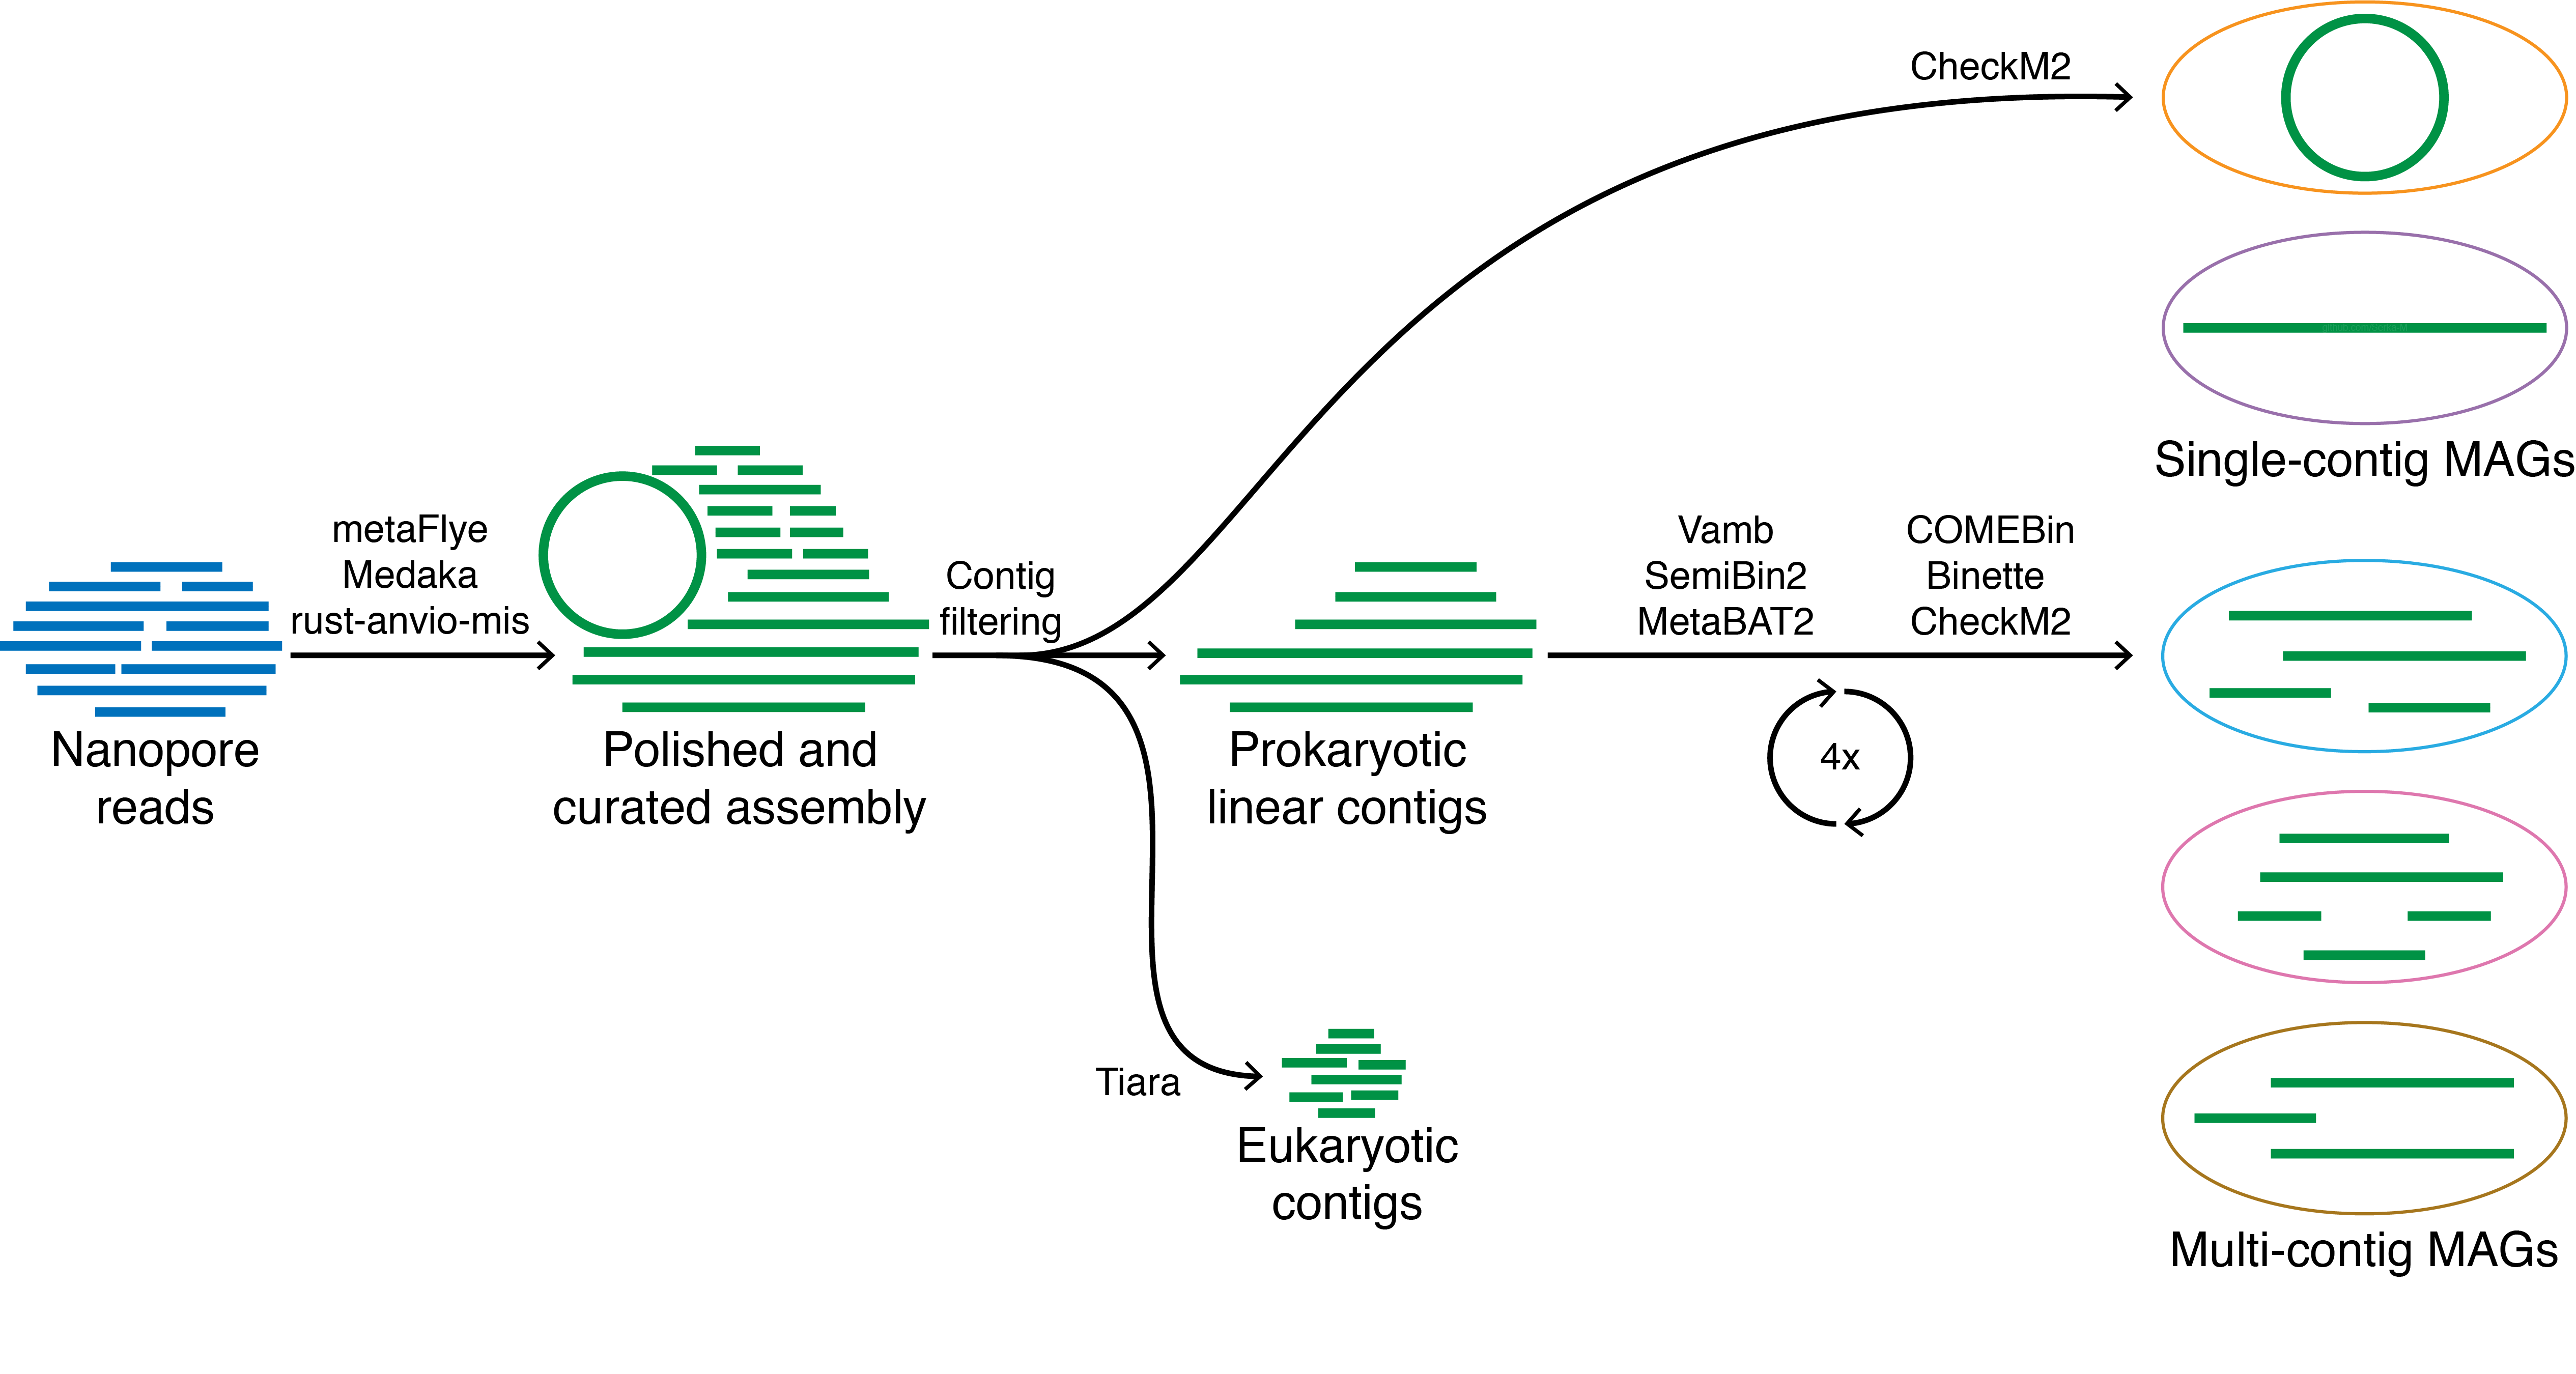 CheckM2
Single-contig MAGs
metaFlye
Medaka
rust-anvio-mis
Contig
filtering
Vamb
SemiBin2
MetaBAT2
COMEBin
Binette
CheckM2
4x
Nanopore
reads
Polished and
curated assembly
Prokaryotic
linear contigs
Tiara
Eukaryotic
contigs
Multi-contig MAGs